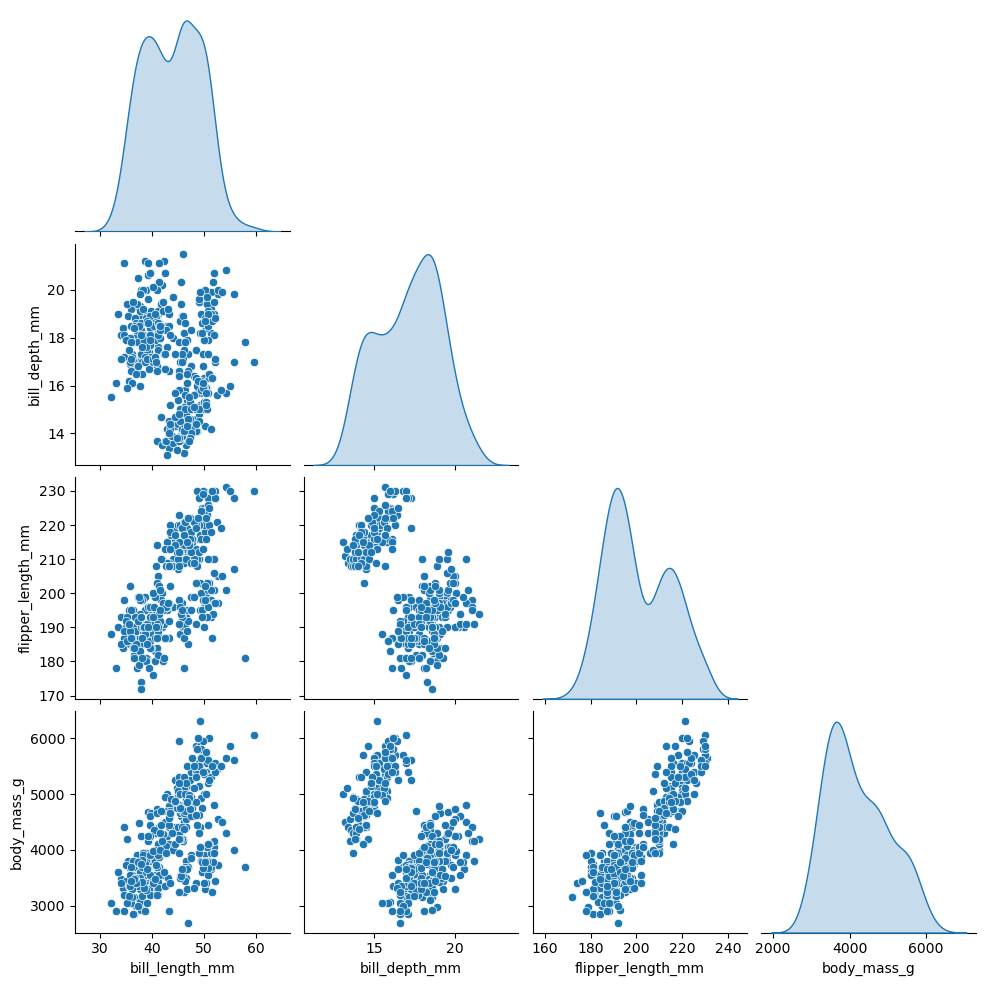 bill_depth_mm
20
18
16
14
flipper_length_mm
230
220
210
200
190
180
170
body_mass_g
6000
5000
4000
3000
30 40 50 60
bill_length_mm
15 20
bill_depth_mm
160 180 200 220 240
flipper_length_mm
2000 4000 6000
body_mass_g